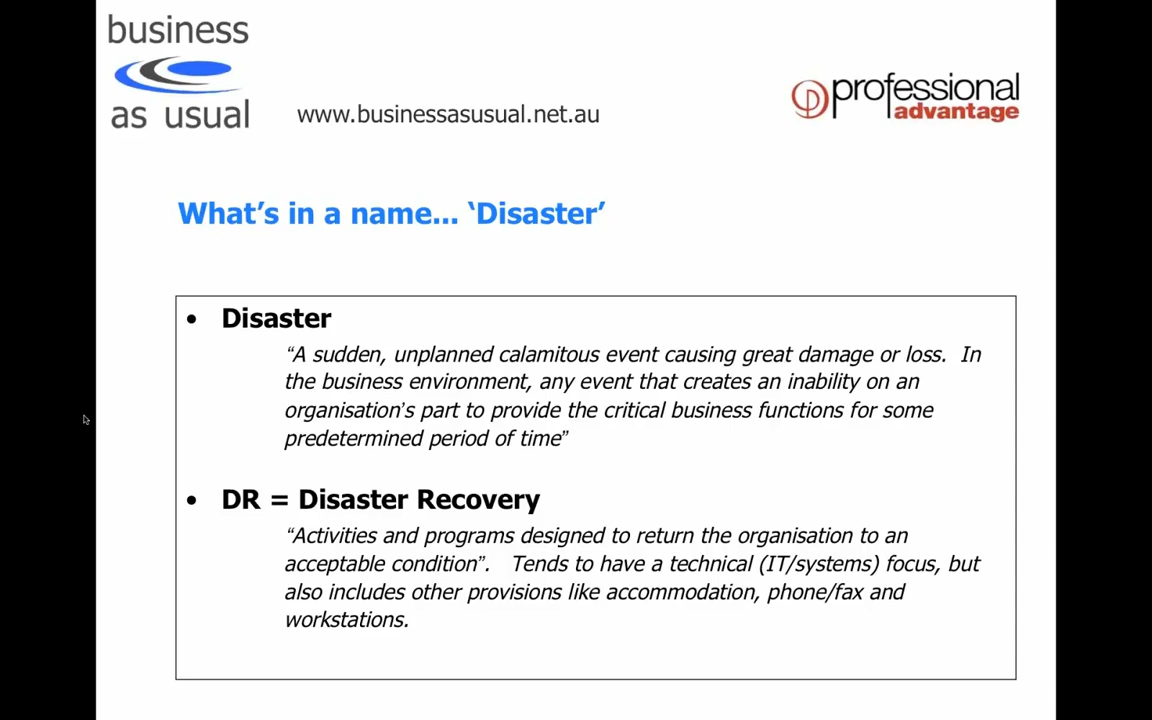 business
as usual
www.businessasusual.net.au
professional
advantage
What’s in a name... ‘Disaster’
• Disaster
“A sudden, unplanned calamitous event causing great damage or loss. In
the business environment, any event that creates an inability on an
organisation’s part to provide the critical business functions for some
predetermined period of time”
• DR = Disaster Recovery
“Activities and programs designed to return the organisation to an
acceptable condition”. Tends to have a technical (IT/systems) focus, but
also includes other provisions like accommodation, phone/fax and
workstations.